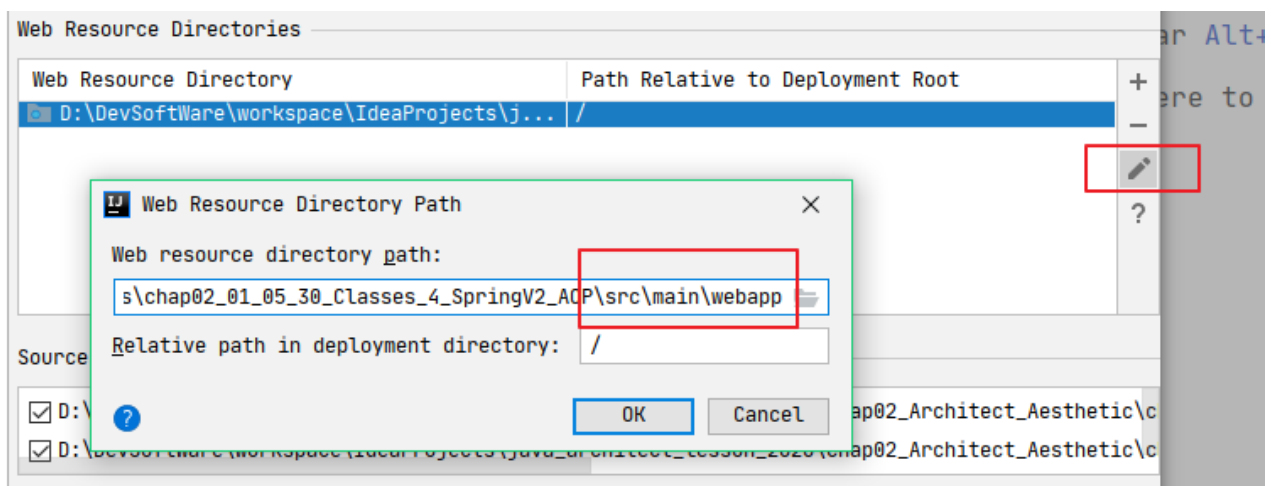 Web Resource Directories
ar Alt+
Web Resource Directory Path Relative to Deployment Root
D:\DevSoftWare\workspace\IdeaProjects\j... /
ere to
Web Resource Directory Path
?
Web resource directory path:
s\chap02_01_05_30_Classes_4_SpringV2_AOP\src\main\webapp
Relative path in deployment directory: /
Source
D:\ ap02_Architect_Aesthetic\c
? OK Cancel
D:\DevSoftWare\workspace\IdeaProjects\java_architect_lesson_2020\chap02_Architect_Aesthetic\c